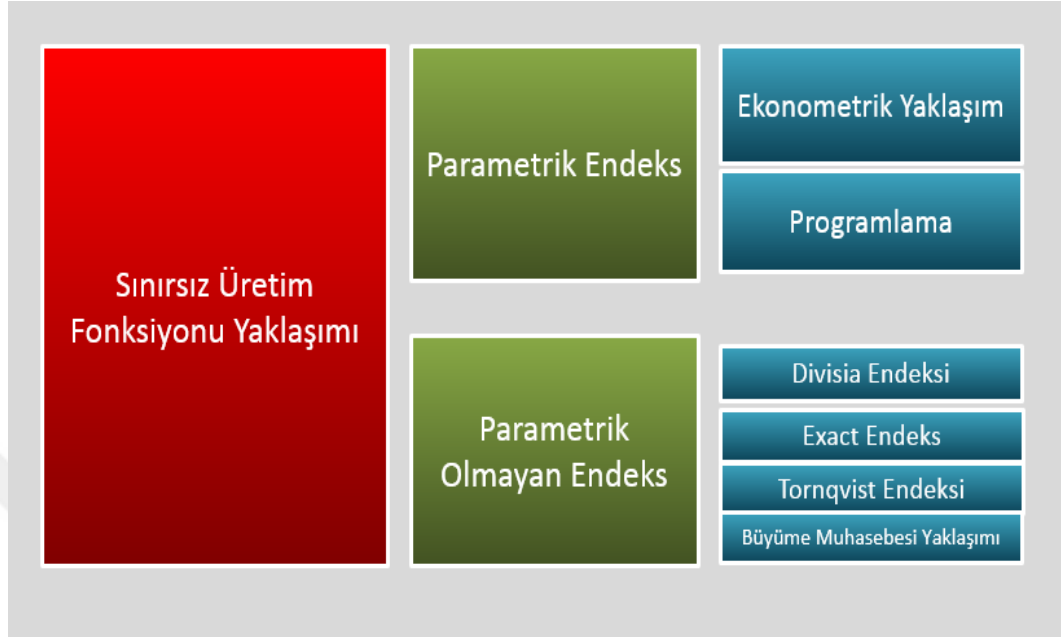 Sınırsız Üretim
Fonksiyonu Yaklaşımı
Parametrik Endeks
Ekonometrik Yaklaşım
Programlama
Parametrik
Olmayan Endeks
Divisia Endeksi
Exact Endeks
Tornqvist Endeksi
Büyüme Muhasebesi Yaklaşımı